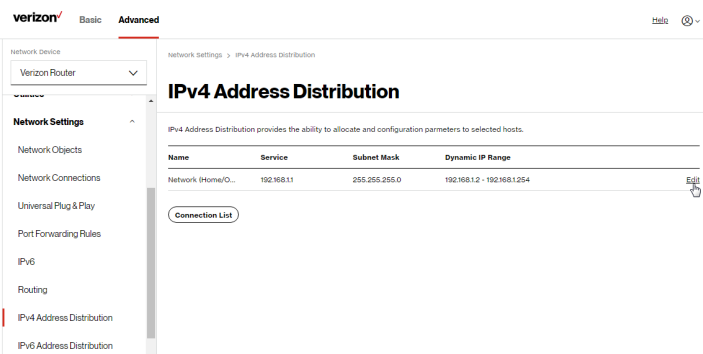 verizon✓ Basic Advanced Help
Network Device
Verizon Router
Utilities
Network Settings
Network Objects
Network Connections
Universal Plug & Play
Port Forwarding Rules
IPv6
Routing
IPv4 Address Distribution
IPv6 Address Distribution
Network Settings > IPv4 Address Distribution
IPv4 Address Distribution
IPv4 Address Distribution provides the ability to allocate and configuration parmeters to selected hosts.
Name Service Subnet Mask Dynamic IP Range
Network (Home/O... 192.168.1.1 255.255.255.0 192.168.1.2 - 192.168.1.254 Edit
Connection List